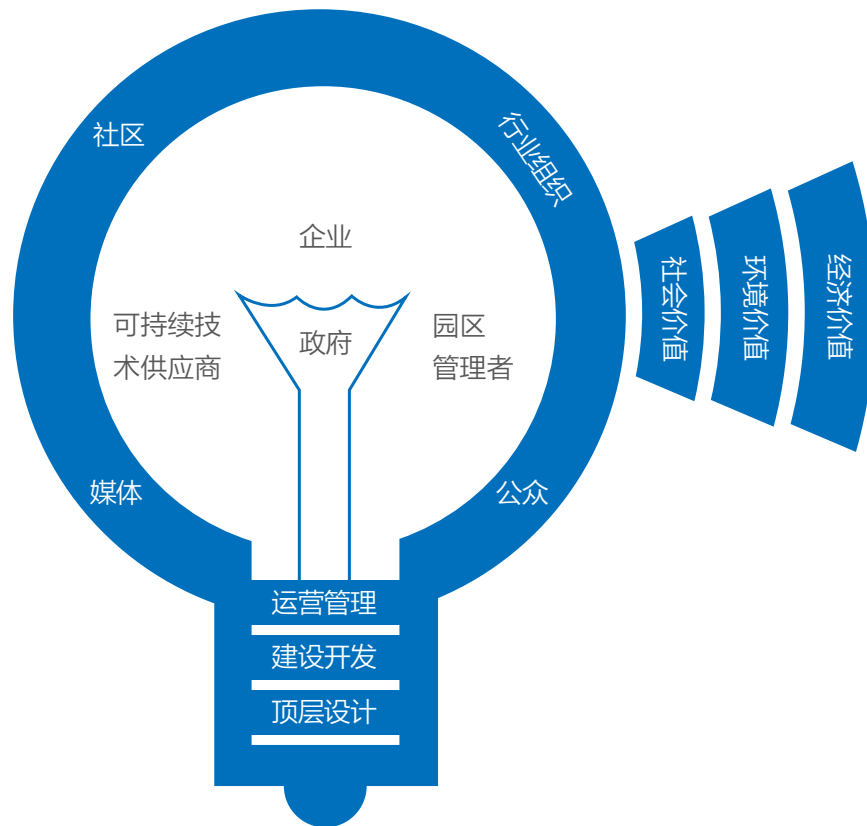 社区
行业组织
企业
可持续技
术供应商
政府
园区
管理者
媒体
公众
运营管理
建设开发
顶层设计
社会价值
环境价值
经济价值